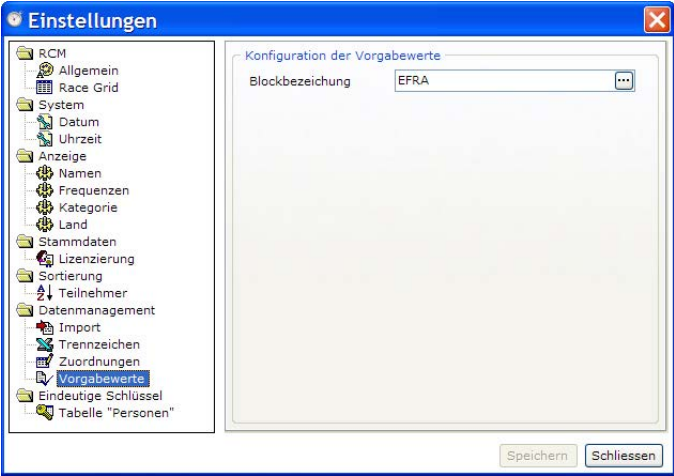 Einstellungen
RCM
Allgemein
Race Grid
System
Datum
Uhrzeit
Anzeige
Namen
Frequenzen
Kategorie
Land
Stammdaten
Lizenzierung
Sortierung
Teilnehmer
Datenmanagement
Import
Trennzeichen
Zuordnungen
Vorgabewerte
Eindeutige Schlüssel
Tabelle "Personen"
Konfiguration der Vorgabewerte
Blockbezeichung EFRA ...
Speichern Schliessen